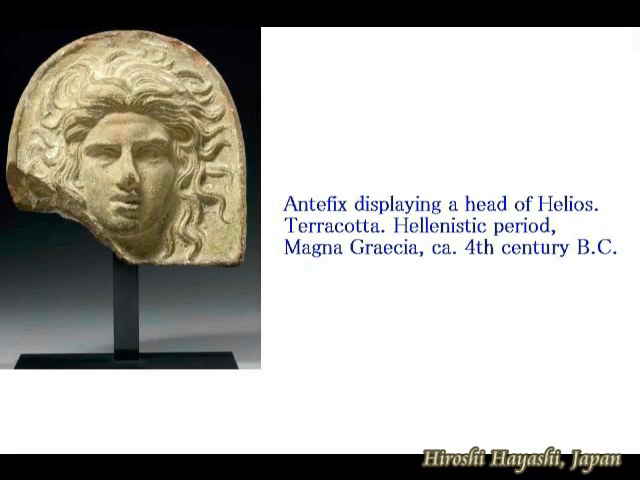 Antefix displaying a head of Helios.
Terracotta. Hellenistic period,
Magna Graecia, ca. 4th century B.C.
Hiroshi Hayashi, Japan